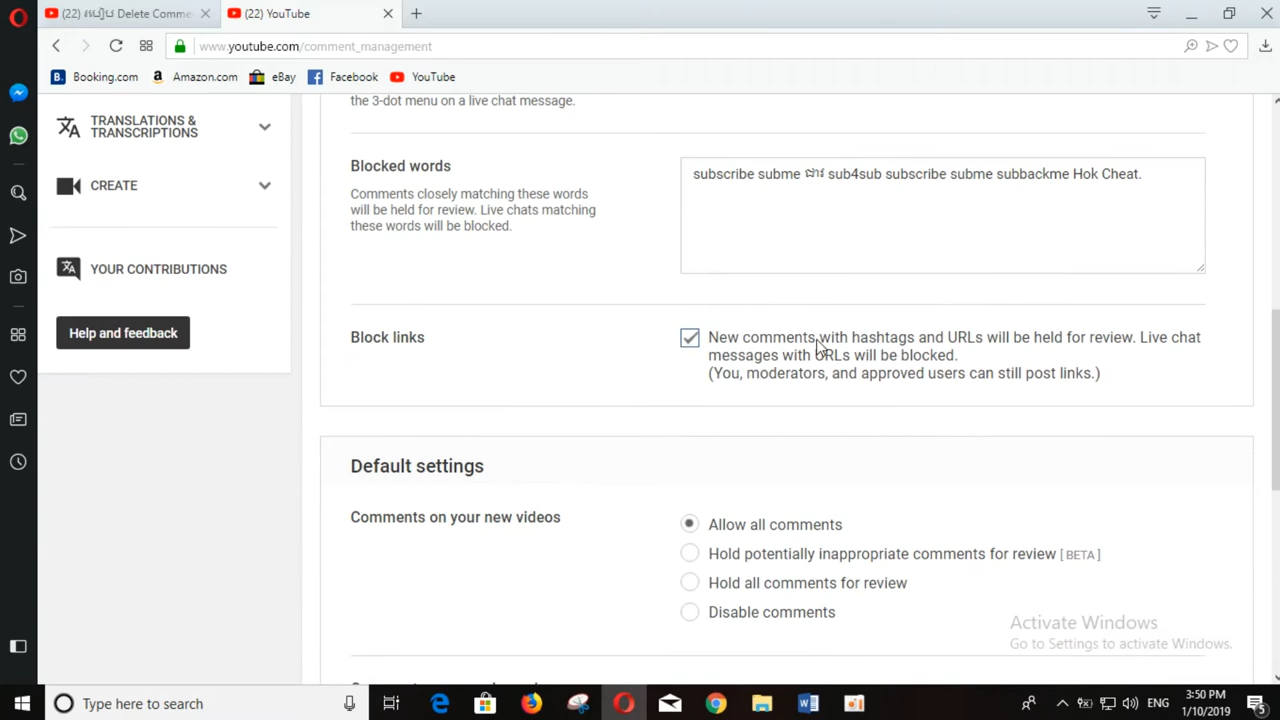 (22) របៀប Delete Comme
(22) YouTube
www.youtube.com/comment_management
Booking.com
Amazon.com
eBay
Facebook
YouTube
TRANSLATIONS &
TRANSCRIPTIONS
CREATE
YOUR CONTRIBUTIONS
Help and feedback
the 3-dot menu on a live chat message.
Blocked words
Comments closely matching these words
will be held for review. Live chats matching
these words will be blocked.
subscribe subme sub4sub subscribe subme subbackme Hok Cheat.
Block links
New comments with hashtags and URLs will be held for review. Live chat
messages with URLs will be blocked.
(You, moderators, and approved users can still post links.)
Default settings
Comments on your new videos
Allow all comments
Hold potentially inappropriate comments for review [ BETA ]
Hold all comments for review
Disable comments
Activate Windows
Go to Settings to activate Windows.
Type here to search
ENG
3:50 PM
1/10/2019
5